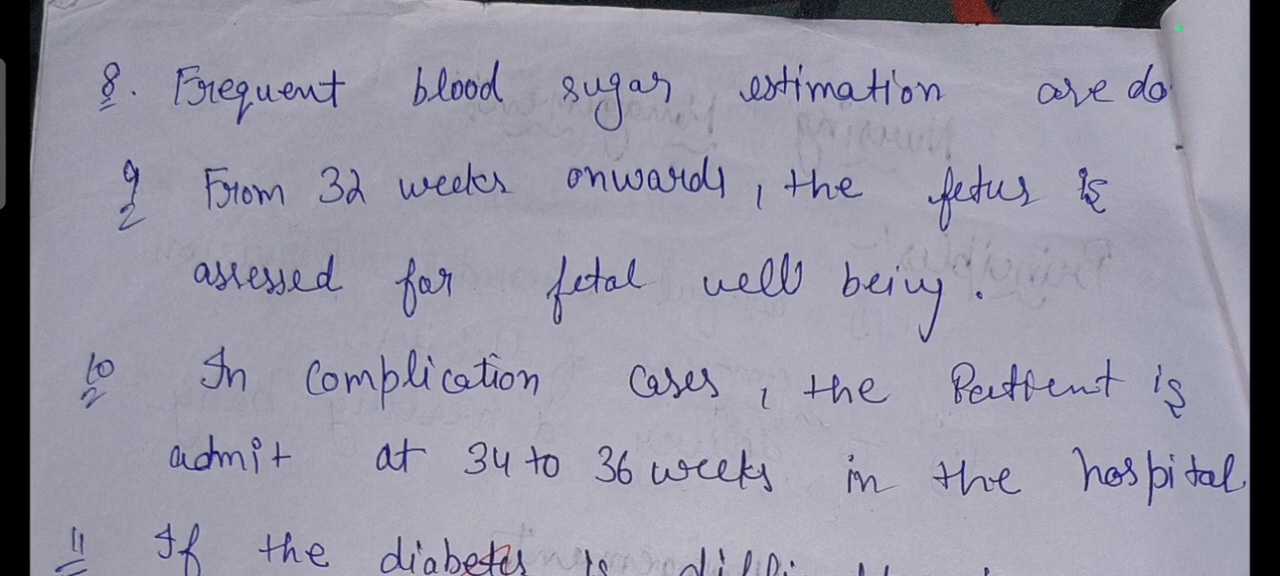 8. Frequent blood sugar estimation are do
9 From 32 weeks onwards, the fetus is
assessed for fetal well being.
10 In complication cases, the Patient is
admit at 34 to 36 weeks in the hospital
11 If the diabetes is